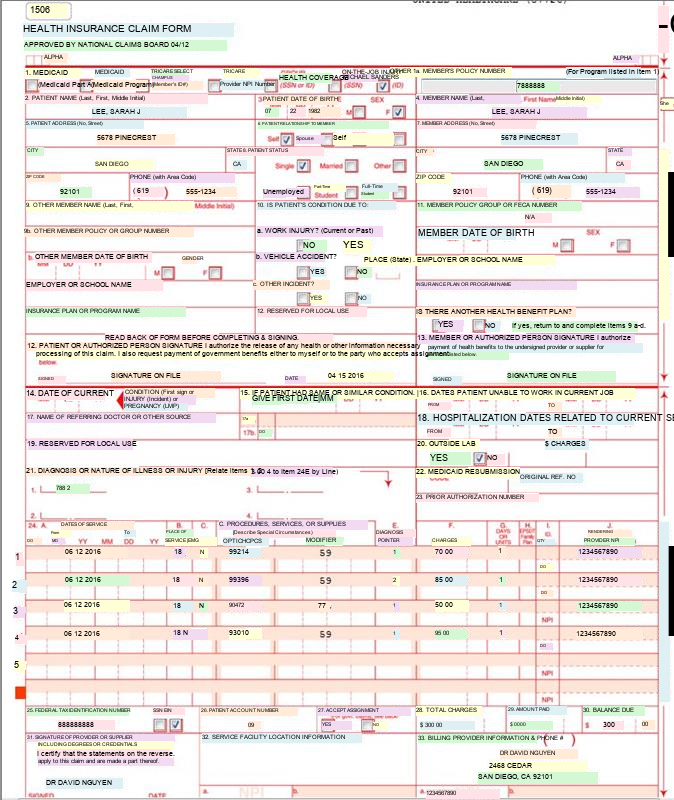 1506
HEALTH INSURANCE CLAIM FORM
APPROVED BY NATIONAL CLAIMS BOARD 04/12
ALPHA ALPHA
1. MEDICAID MEDICAID TRICARE SELECT CHAMPUS TRICARE HEALTH COVERAGE MICHAEL SANDERS ON-THE-JOB INJURY OTHER 1a. MEMBER'S POLICY NUMBER (For Program listed in Item 1)
(Medicaid Part A) (Medicaid Program) (Member's ID#) Provider NPI Number (SSN or ID) (SSN) (ID) 7888888
2. PATIENT NAME (Last, First, Middle Initial) 3 PATIENT DATE OF BIRTH SEX 4. MEMBER NAME (Last, First Name, Middle Initial)
LEE, SARAH J 07 22 1982 M F LEE, SARAH J
5. PATIENT ADDRESS (No, Street) 6. PATIENT RELATIONSHIP TO MEMBER 7. MEMBER ADDRESS (No, Street)
5678 PINECREST Self Spouse Self 5678 PINECREST
CITY STATE 8. PATIENT STATUS CITY STATE
SAN DIEGO CA Single Married Other SAN DIEGO CA
ZIP CODE PHONE (with Area Code) ZIP CODE PHONE (with Area Code)
92101 (619) 555-1234 Unemployed Part-Time Student Full-Time Student 92101 (619) 555-1234
9. OTHER MEMBER NAME (Last, First, Middle Initial) 10. IS PATIENT'S CONDITION DUE TO: 11. MEMBER POLICY GROUP OR FECA NUMBER
N/A
9b. OTHER MEMBER POLICY OR GROUP NUMBER a. WORK INJURY? (Current or Past) MEMBER DATE OF BIRTH SEX
NO YES M F
b. OTHER MEMBER DATE OF BIRTH GENDER b. VEHICLE ACCIDENT? PLACE (State) EMPLOYER OR SCHOOL NAME
MM DD YY M F YES NO
EMPLOYER OR SCHOOL NAME c. OTHER INCIDENT? INSURANCE PLAN OR PROGRAM NAME
YES NO
INSURANCE PLAN OR PROGRAM NAME 12. RESERVED FOR LOCAL USE IS THERE ANOTHER HEALTH BENEFIT PLAN?
YES NO If yes, return to and complete items 9 a-d.
READ BACK OF FORM BEFORE COMPLETING & SIGNING.
12. PATIENT OR AUTHORIZED PERSON SIGNATURE I authorize the release of any health or other information necessary
processing of this claim. I also request payment of government benefits either to myself or to the party who accepts assignment
below.
13. MEMBER OR AUTHORIZED PERSON SIGNATURE I authorize
payment of health benefits to the undersigned provider or supplier for
listed below.
SIGNED SIGNATURE ON FILE DATE 04 15 2016 SIGNED SIGNATURE ON FILE
14. DATE OF CURRENT CONDITION (First sign or INJURY (Incident) or PREGNANCY (LMP) 15. IF PATIENT HAD SAME OR SIMILAR CONDITION. GIVE FIRST DATE MM 16. DATES PATIENT UNABLE TO WORK IN CURRENT JOB
FROM TO
17. NAME OF REFERRING DOCTOR OR OTHER SOURCE 17a 17b. 18. HOSPITALIZATION DATES RELATED TO CURRENT SE
FROM TO
19. RESERVED FOR LOCAL USE 20. OUTSIDE LAB $ CHARGES
YES NO
21. DIAGNOSIS OR NATURE OF ILLNESS OR INJURY [Relate Items 1, 4 to Item 24E by Line) 22. MEDICAID RESUBMISSION
CODE ORIGINAL REF. NO
1. 788 2 3.
23. PRIOR AUTHORIZATION NUMBER
2. 4.
24. A. DATES OF SERVICE B. C. C. PROCEDURES, SERVICES, OR SUPPLIES E. F. G. H. I. J.
From To PLACE OF (Describe Special Circumstances) DIAGNOSIS DAYS OR UNITS EPSDT Family Plan ID. RENDERING
DD YY MM DD YY SERVICE EMG MODIFIER POINTER CHARGES PROVIDER NPI
1 06 12 2016 18 N 99214 59 1 70 00 1 1234567890
2 06 12 2016 18 N 99396 59 2 85 00 1 1234567890
3 06 12 2016 18 N 90472 77 50 00 1 NPI 1234567890
4 06 12 2016 18 N 93010 59 95 00 1 1234567890
5 NPI
NPI
25. FEDERAL TAX IDENTIFICATION NUMBER SSN EIN 26. PATIENT ACCOUNT NUMBER 27. ACCEPT ASSIGNMENT 28. TOTAL CHARGES 29. AMOUNT PAID 30. BALANCE DUE
888888888 09 YES NO $ 300 00 $ 0000 $ 300 00
31. SIGNATURE OF PROVIDER OR SUPPLIER
INCLUDING DEGREES OR CREDENTIALS
I certify that the statements on the reverse.
apply to this claim and are made a part thereof.
DR DAVID NGUYEN
SIGNED DATE
32. SERVICE FACILITY LOCATION INFORMATION
a. NPI b.
33. BILLING PROVIDER INFORMATION & PHONE # )
DR DAVID NGUYEN
2468 CEDAR
SAN DIEGO, CA 92101
a. 1234567890 b.